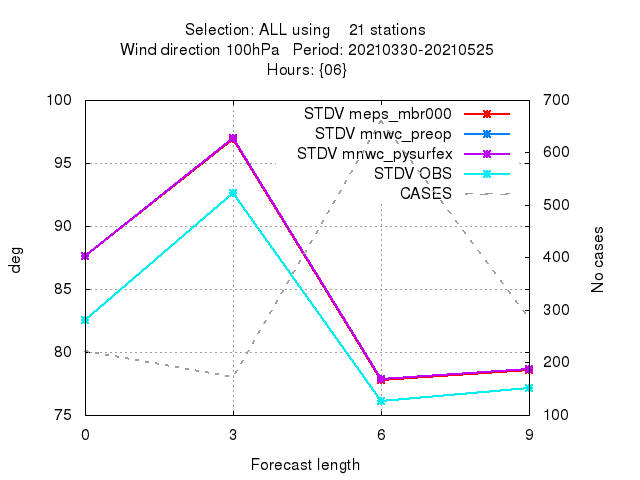 Selection: ALL using 21 stations
Wind direction 100hPa Period: 20210330-20210525
Hours: {06}
100 700
STDV meps_mbr000
STDV mnwc_preop
STDV mnwc_pysurfex
STDV OBS
CASES
95
90
85
80
75
600
500
400
300
200
100
deg
No cases
0 3 6 9
Forecast length